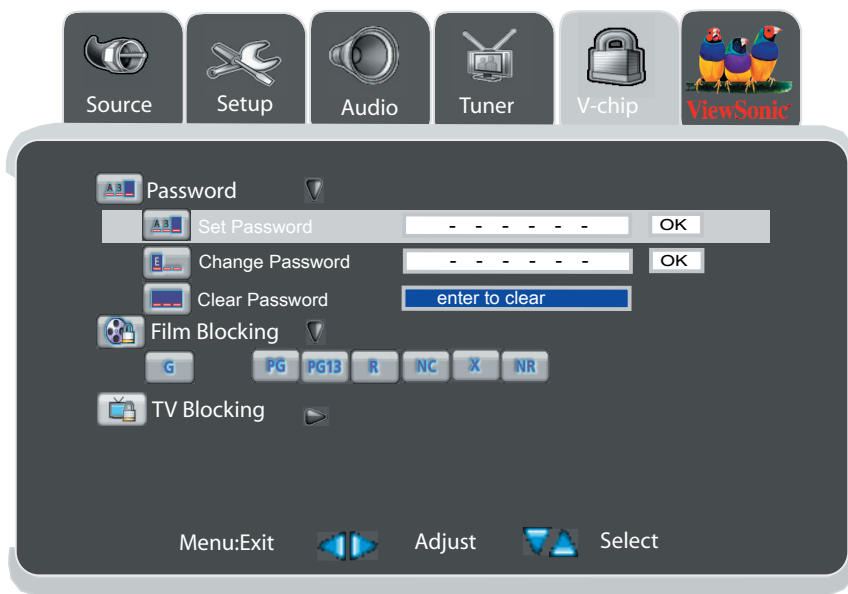 Source Setup Audio Tuner V-chip ViewSonic
Password
Set Password - - - - - - OK
Change Password - - - - - - OK
Clear Password enter to clear
Film Blocking
G PG PG13 R NC X NR
TV Blocking
Menu:Exit Adjust Select